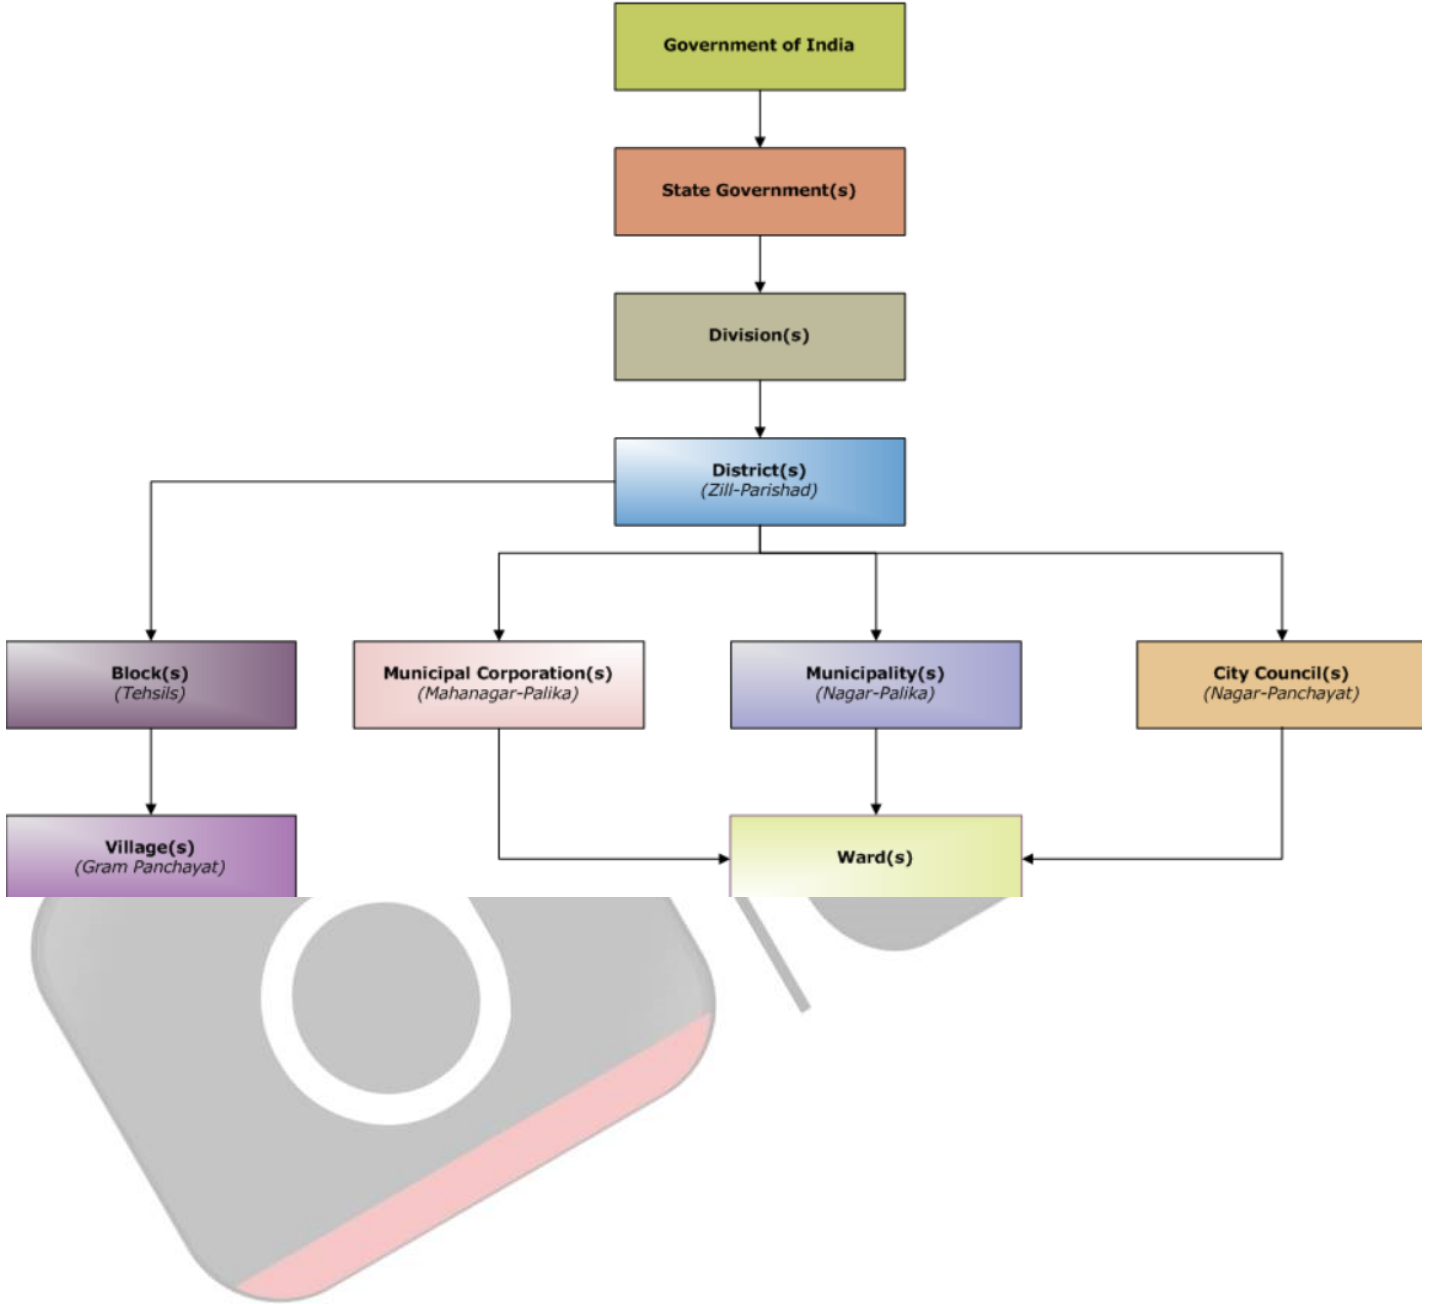 Government of India
State Government(s)
Division(s)
District(s)
(Zill-Parishad)
Block(s)
(Tehsils)
Municipal Corporation(s)
(Mahanagar-Palika)
Municipality(s)
(Nagar-Palika)
City Council(s)
(Nagar-Panchayat)
Village(s)
(Gram Panchayat)
Ward(s)